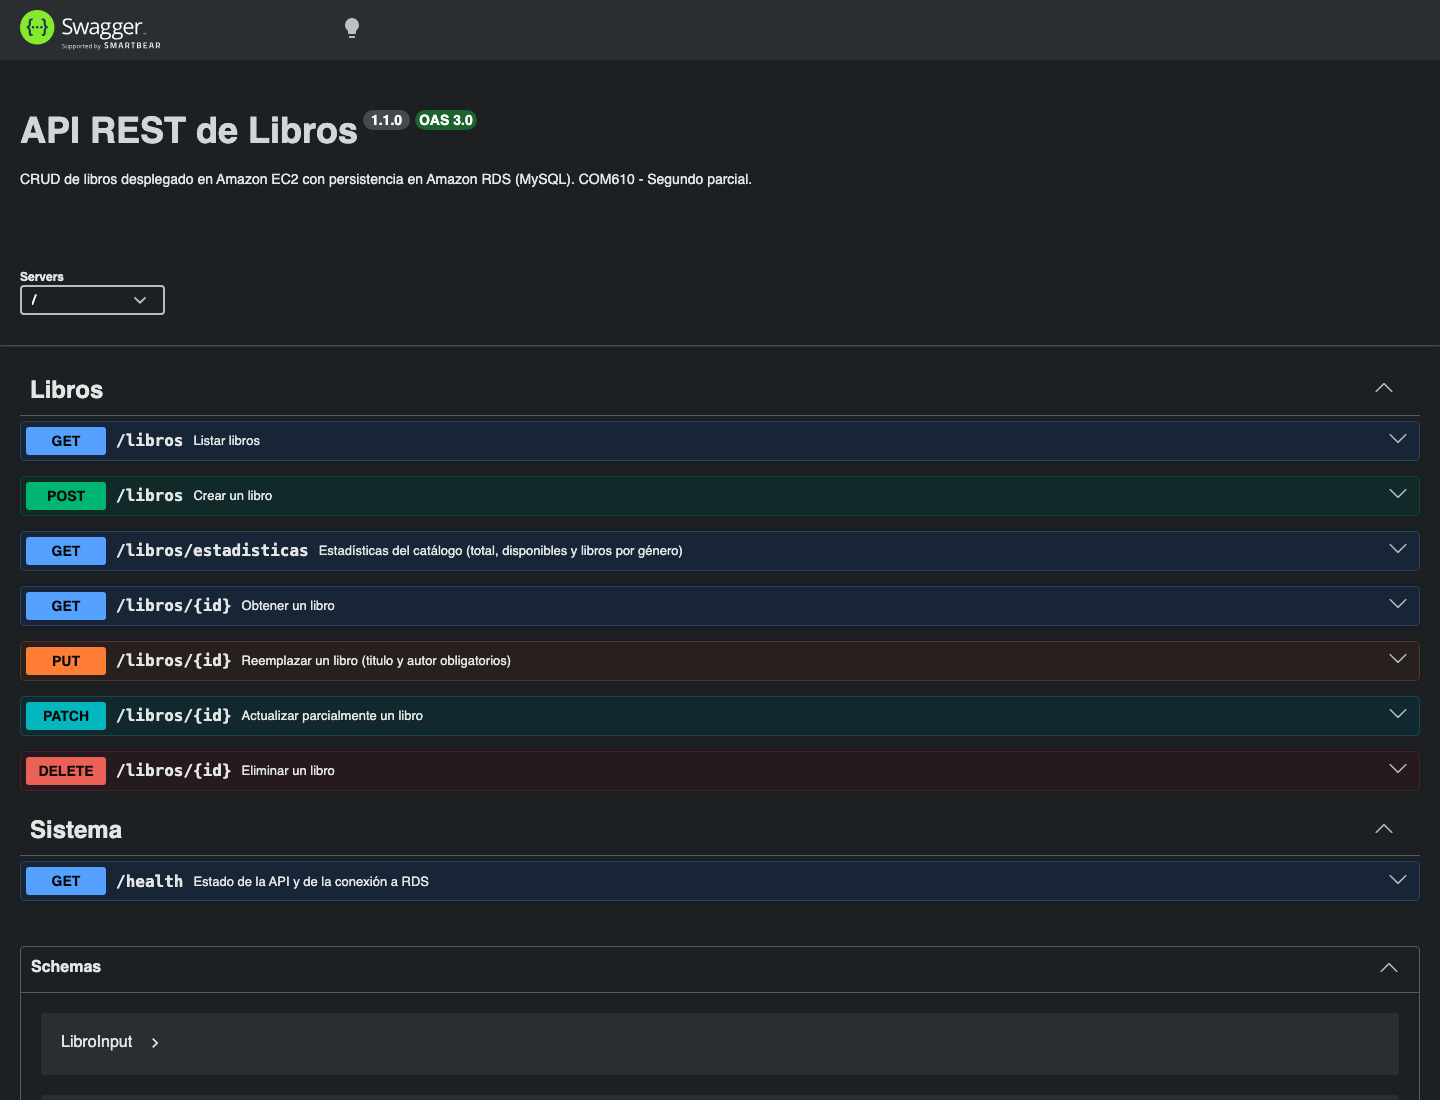 Swagger
Supported by SMARTBEAR
API REST de Libros 1.1.0 OAS 3.0
CRUD de libros desplegado en Amazon EC2 con persistencia en Amazon RDS (MySQL). COM610 - Segundo parcial.
Servers
/
Libros
GET /libros Listar libros
POST /libros Crear un libro
GET /libros/estadisticas Estadísticas del catálogo (total, disponibles y libros por género)
GET /libros/{id} Obtener un libro
PUT /libros/{id} Reemplazar un libro (titulo y autor obligatorios)
PATCH /libros/{id} Actualizar parcialmente un libro
DELETE /libros/{id} Eliminar un libro
Sistema
GET /health Estado de la API y de la conexión a RDS
Schemas
LibroInput